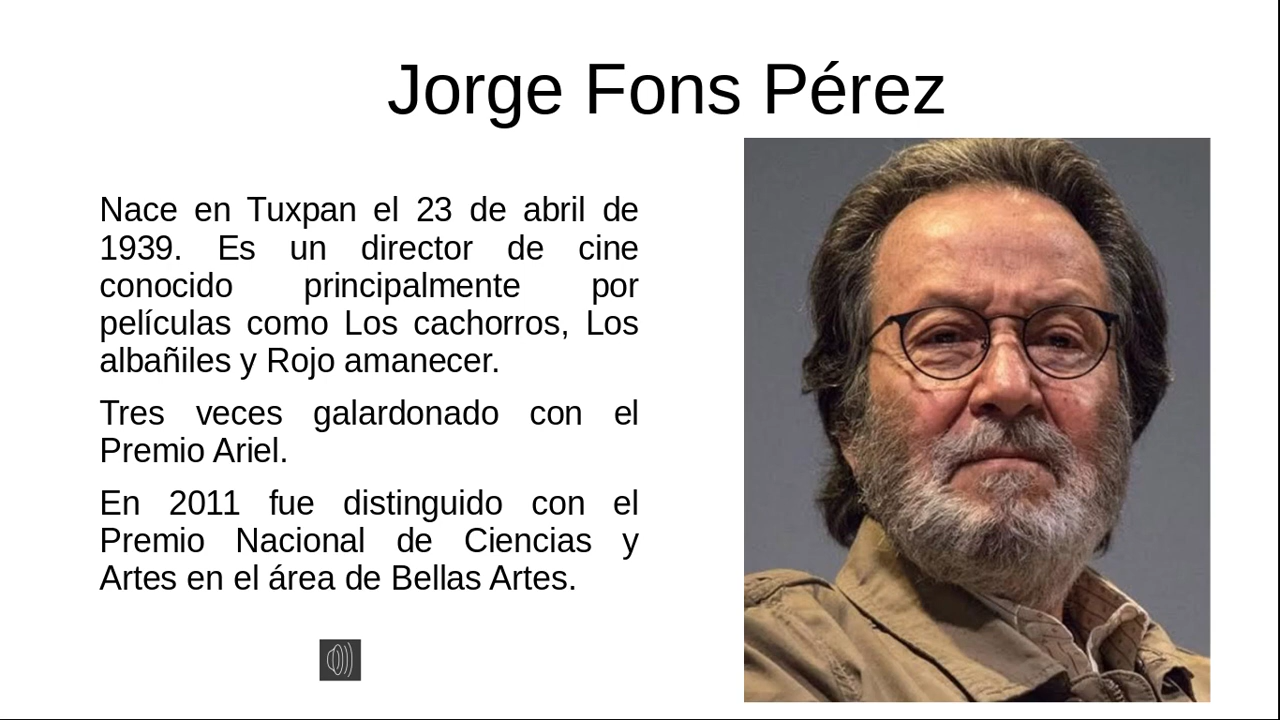 Jorge Fons Pérez
Nace en Tuxpan el 23 de abril de
1939. Es un director de cine
conocido principalmente por
películas como Los cachorros, Los
albañiles y Rojo amanecer.
Tres veces galardonado con el
Premio Ariel.
En 2011 fue distinguido con el
Premio Nacional de Ciencias y
Artes en el área de Bellas Artes.